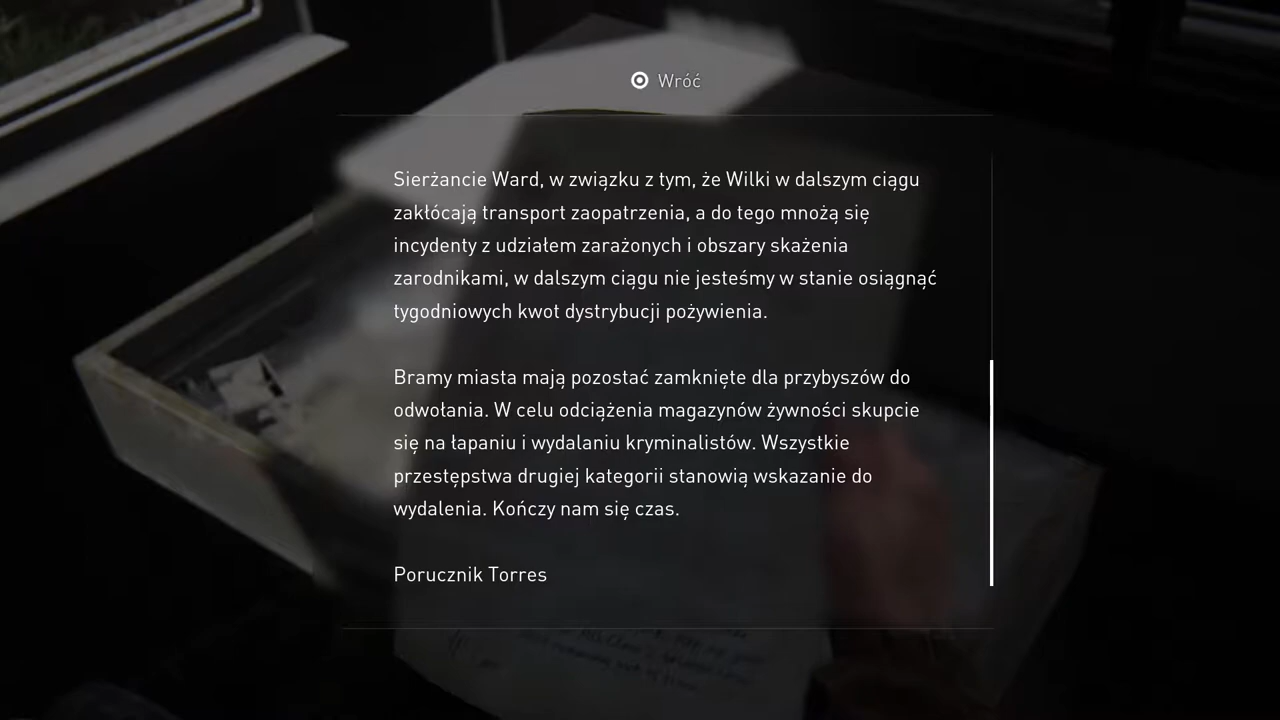 Wróć
Sierżancie Ward, w związku z tym, że Wilki w dalszym ciągu
zakłócają transport zaopatrzenia, a do tego mnożą się
incydenty z udziałem zarażonych i obszary skażenia
zarodnikami, w dalszym ciągu nie jesteśmy w stanie osiągnąć
tygodniowych kwot dystrybucji pożywienia.
Bramy miasta mają pozostać zamknięte dla przybyszów do
odwołania. W celu odciążenia magazynów żywności skupcie
się na łapaniu i wydalaniu kryminalistów. Wszystkie
przestępstwa drugiej kategorii stanowią wskazanie do
wydalenia. Kończy nam się czas.
Porucznik Torres